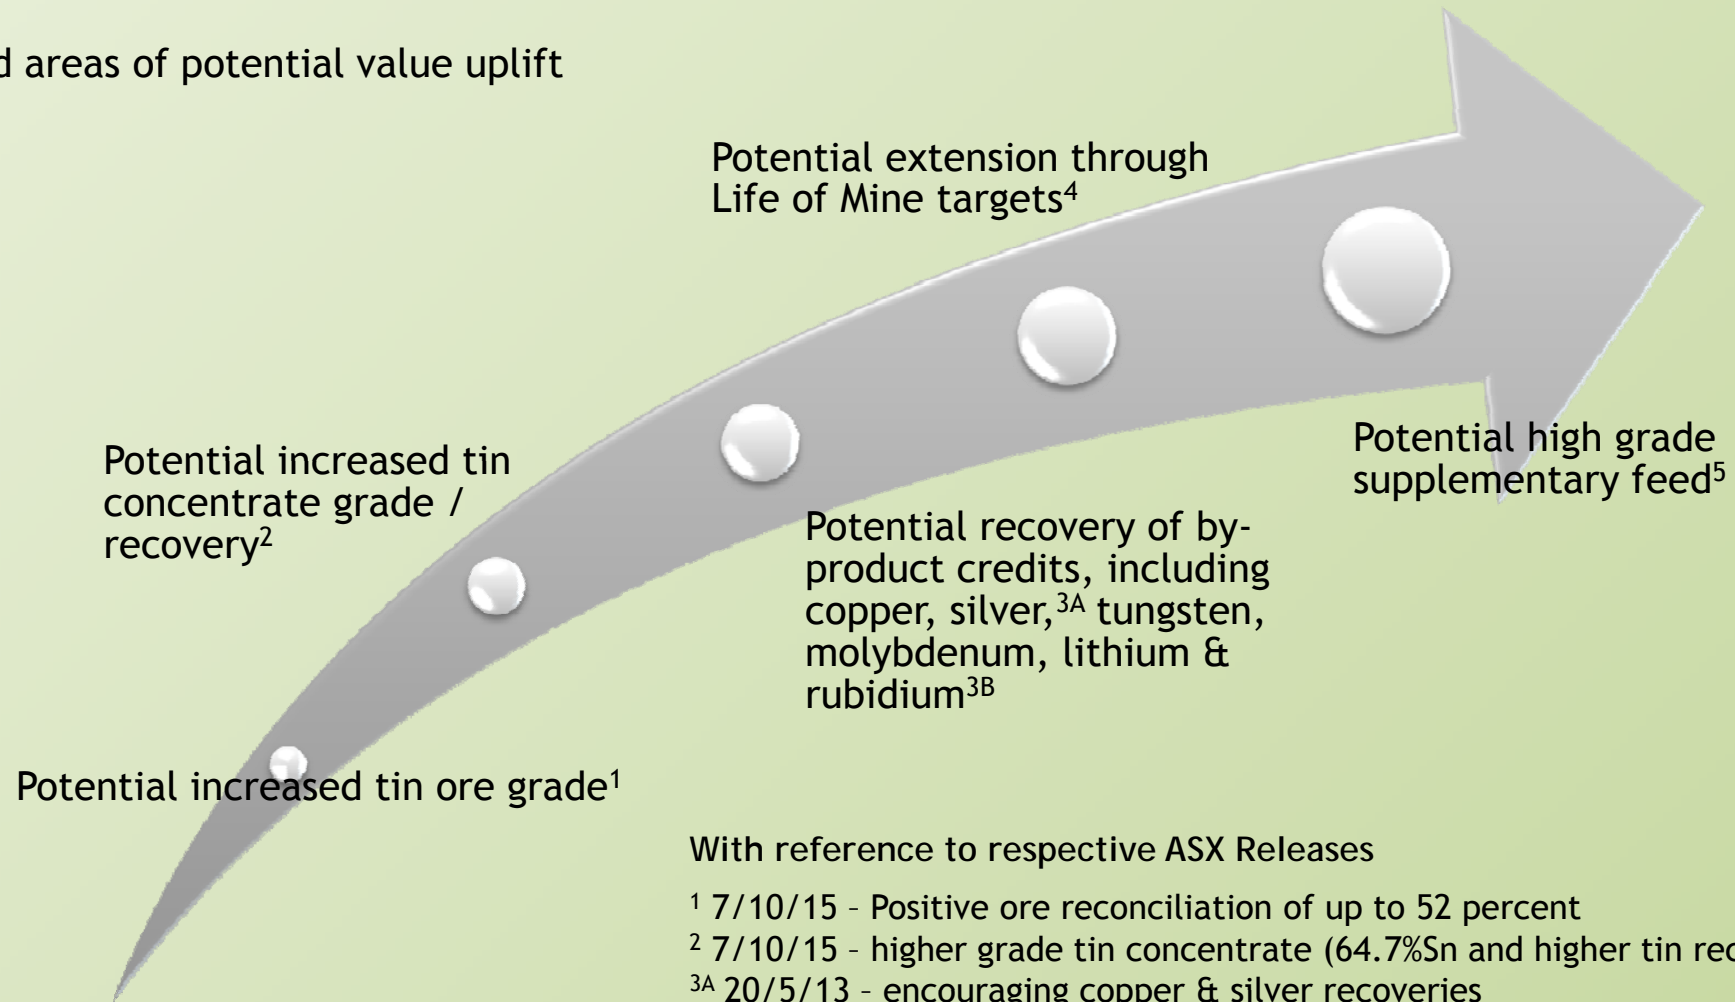 areas of potential value uplift
Potential extension through
Life of Mine targets⁴
Potential increased tin
concentrate grade /
recovery²
Potential high grade
supplementary feed⁵
Potential recovery of by-
product credits, including
copper, silver,³ᴬ tungsten,
molybdenum, lithium &
rubidium³ᴮ
Potential increased tin ore grade¹
With reference to respective ASX Releases
¹ 7/10/15 – Positive ore reconciliation of up to 52 percent
² 7/10/15 – higher grade tin concentrate (64.7%Sn and higher tin
³ᴬ 20/5/13 – encouraging copper & silver recoveries